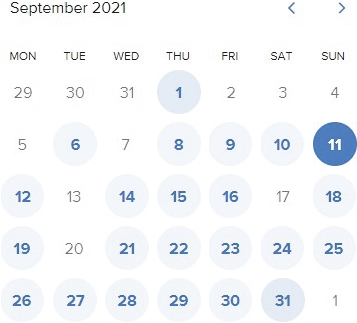 September 2021
MON TUE WED THU FRI SAT SUN
29 30 31 1 2 3 4
5 6 7 8 9 10 11
12 13 14 15 16 17 18
19 20 21 22 23 24 25
26 27 28 29 30 31 1